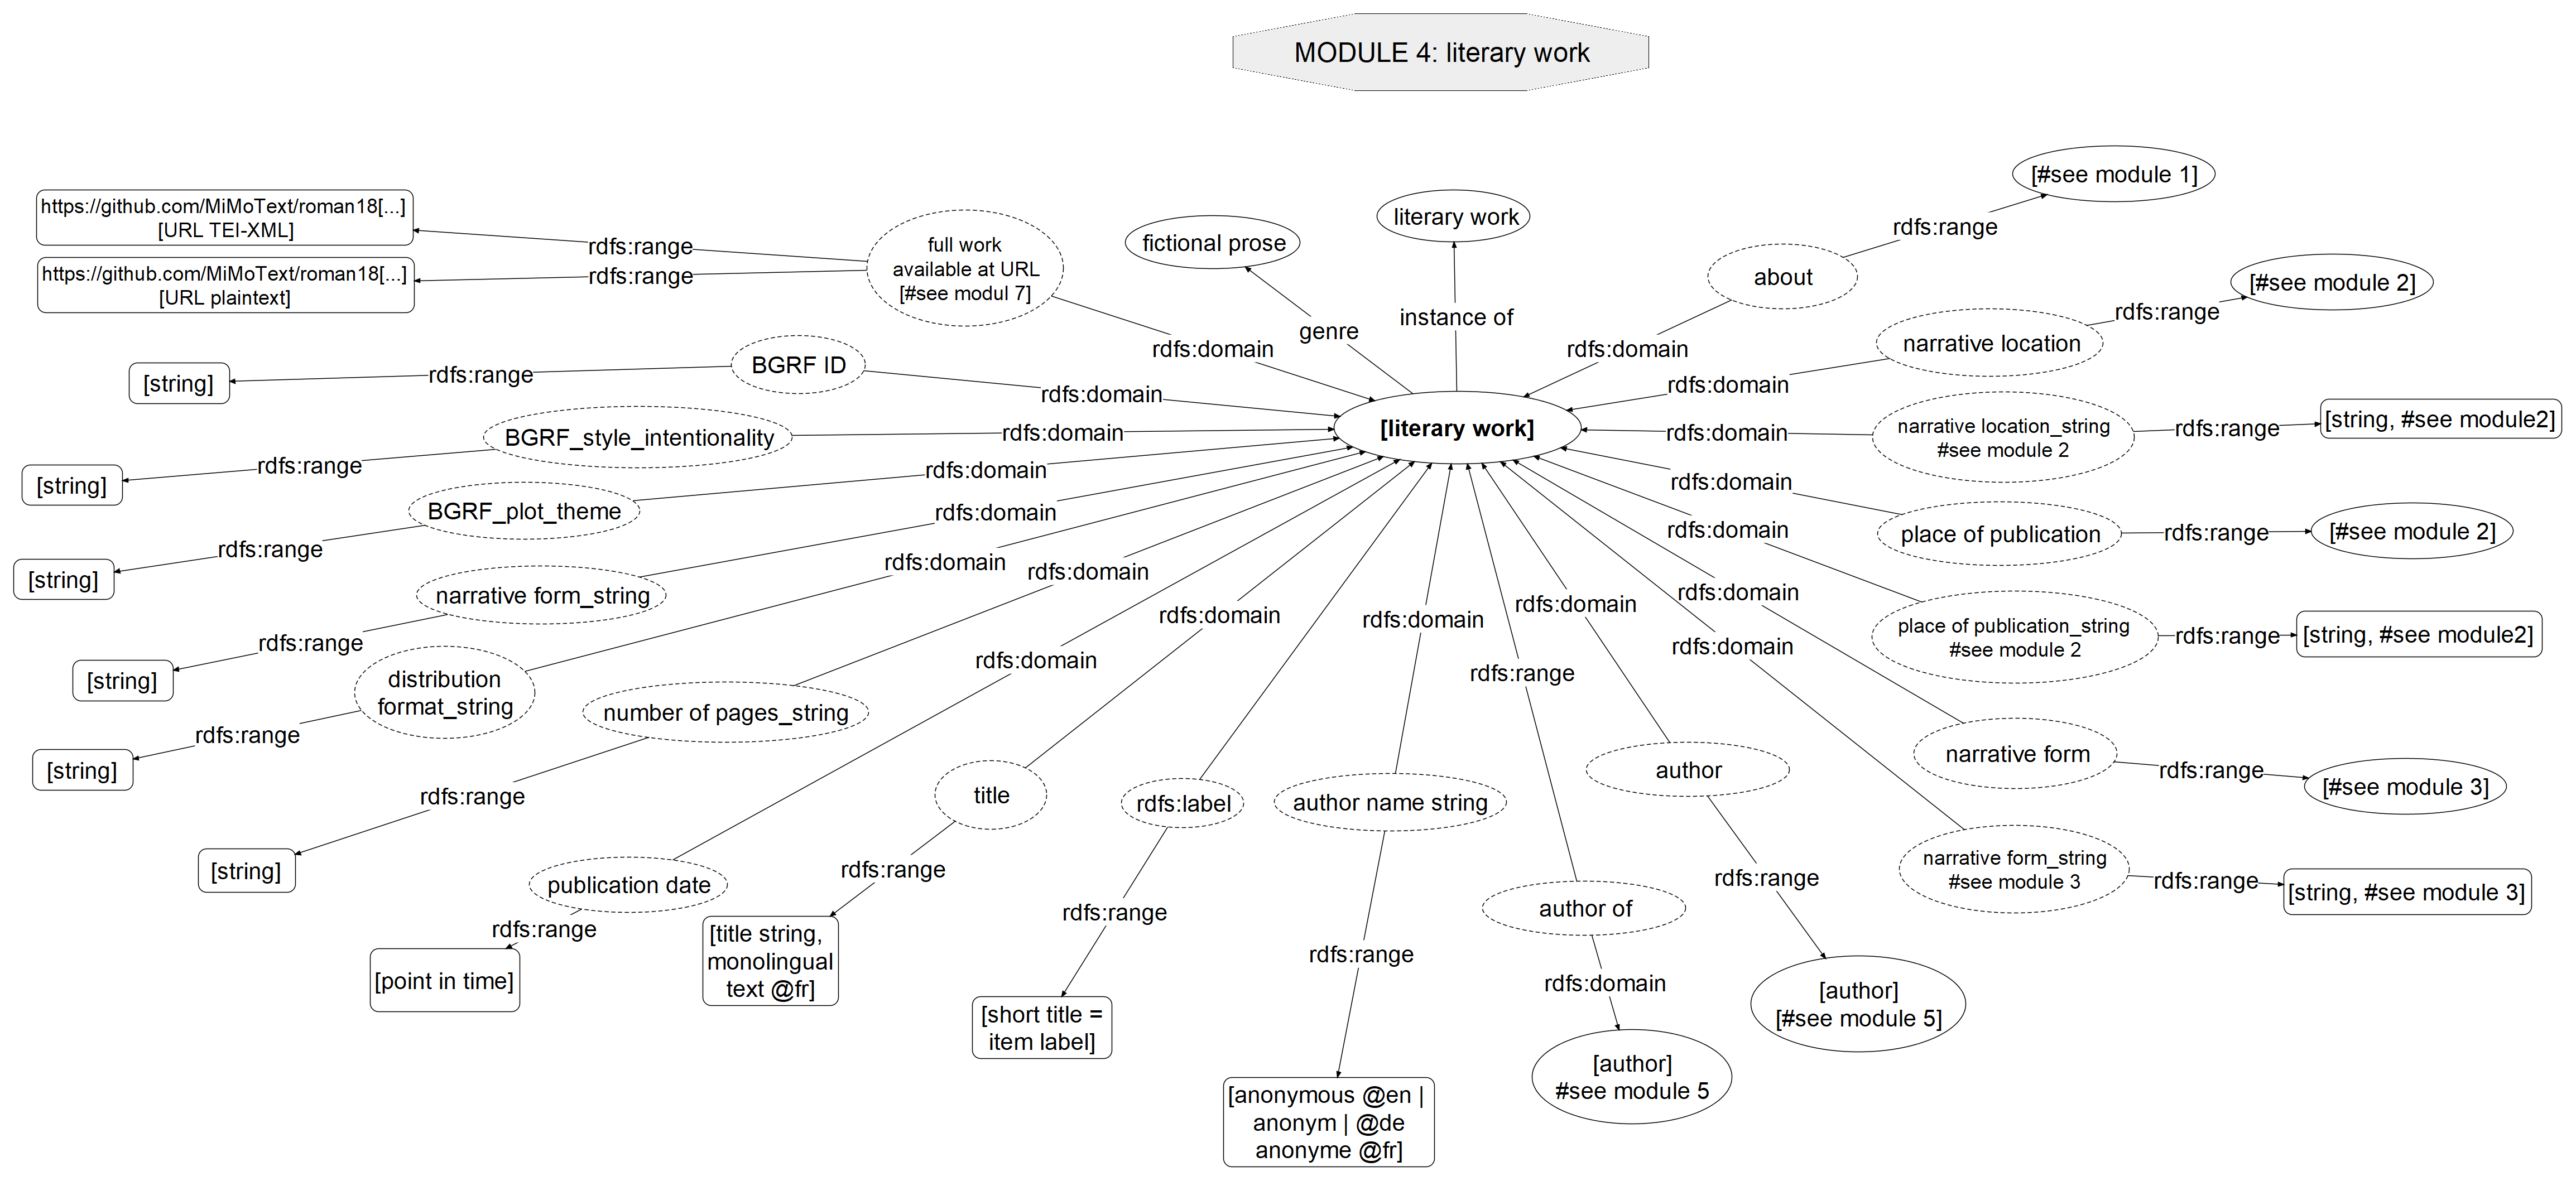 MODULE 4: literary work
[#see module 1]
https://github.com/MiMoText/roman18[...]
[URL TEI-XML]
rdfs:range
full work
available at URL
[#see modul 7]
fictional prose
literary work
rdfs:range
about
https://github.com/MiMoText/roman18[...]
[URL plaintext]
rdfs:range
[#see module 2]
rdfs:range
narrative location
instance of
genre
rdfs:domain
rdfs:domain
BGRF ID
rdfs:range
[string]
rdfs:domain
rdfs:domain
[literary work]
BGRF_style_intentionality
rdfs:domain
rdfs:domain
narrative location_string
#see module 2
rdfs:range
[string, #see module2]
rdfs:range
[string]
rdfs:domain
rdfs:domain
BGRF_plot_theme
rdfs:domain
rdfs:domain
place of publication
rdfs:range
[#see module 2]
rdfs:range
[string]
rdfs:domain
rdfs:domain
rdfs:domain
narrative form_string
rdfs:domain
rdfs:domain
rdfs:domain
rdfs:domain
rdfs:domain
place of publication_string
#see module 2
rdfs:range
[string, #see module2]
rdfs:range
[string]
rdfs:domain
rdfs:range
distribution
format_string
number of pages_string
rdfs:range
[string]
author
narrative form
rdfs:range
[#see module 3]
rdfs:range
title
rdfs:label
author name string
[string]
publication date
rdfs:range
rdfs:range
narrative form_string
#see module 3
rdfs:range
[string, #see module 3]
rdfs:range
rdfs:range
author of
[point in time]
[title string,
monolingual
text @fr]
rdfs:range
rdfs:domain
[author]
[#see module 5]
[short title =
item label]
[author]
#see module 5
[anonymous @en |
anonym | @de
anonyme @fr]